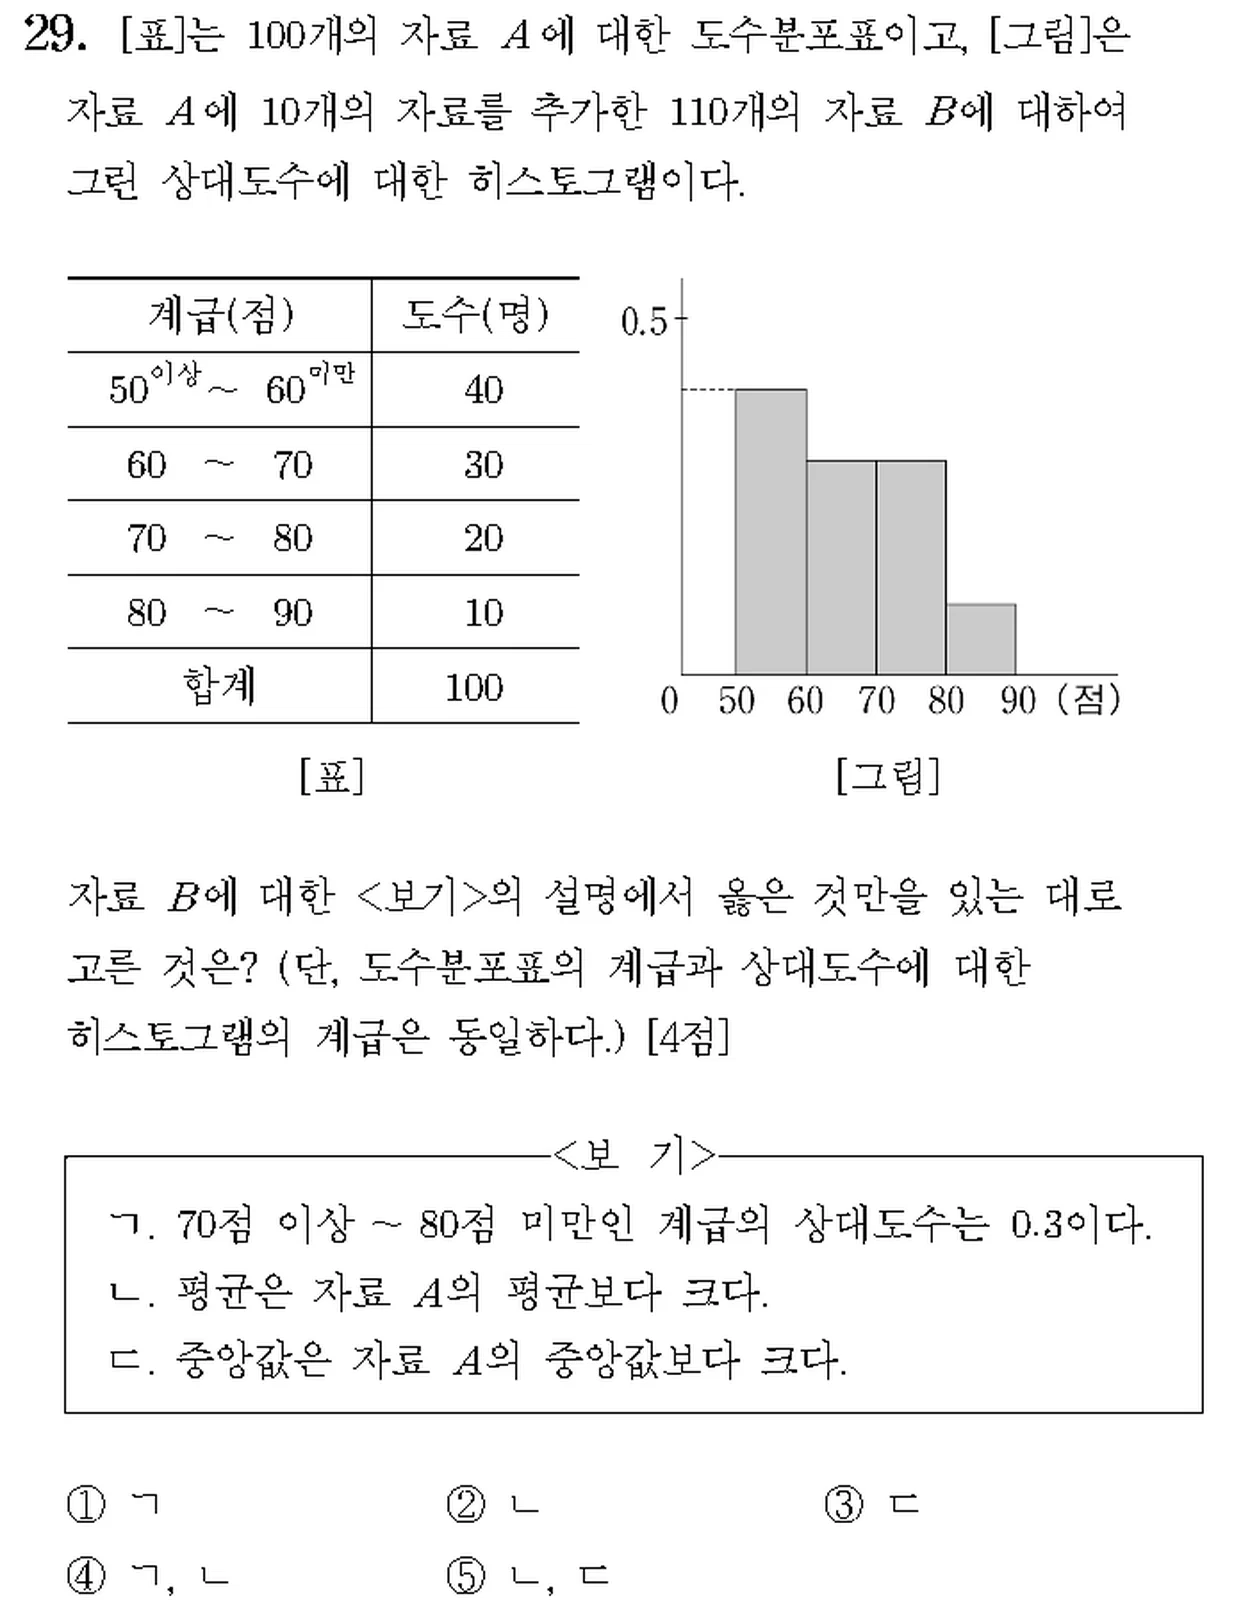 29. [표]는 100개의 자료 A에 대한 도수분포표이고, [그림]은
자료 A에 10개의 자료를 추가한 110개의 자료 B에 대하여
그린 상대도수에 대한 히스토그램이다.
계급(점) 도수(명)
50이상~ 60미만 40
60 ~ 70 30
70 ~ 80 20
80 ~ 90 10
합계 100
[표]
0.5
0 50 60 70 80 90 (점)
[그림]
자료 B에 대한 <보기>의 설명에서 옳은 것만을 있는 대로
고른 것은? (단, 도수분포표의 계급과 상대도수에 대한
히스토그램의 계급은 동일하다.) [4점]
<보 기>
ㄱ. 70점 이상 ~ 80점 미만인 계급의 상대도수는 0.3이다.
ㄴ. 평균은 자료 A의 평균보다 크다.
ㄷ. 중앙값은 자료 A의 중앙값보다 크다.
① ㄱ ② ㄴ ③ ㄷ
④ ㄱ, ㄴ ⑤ ㄴ, ㄷ